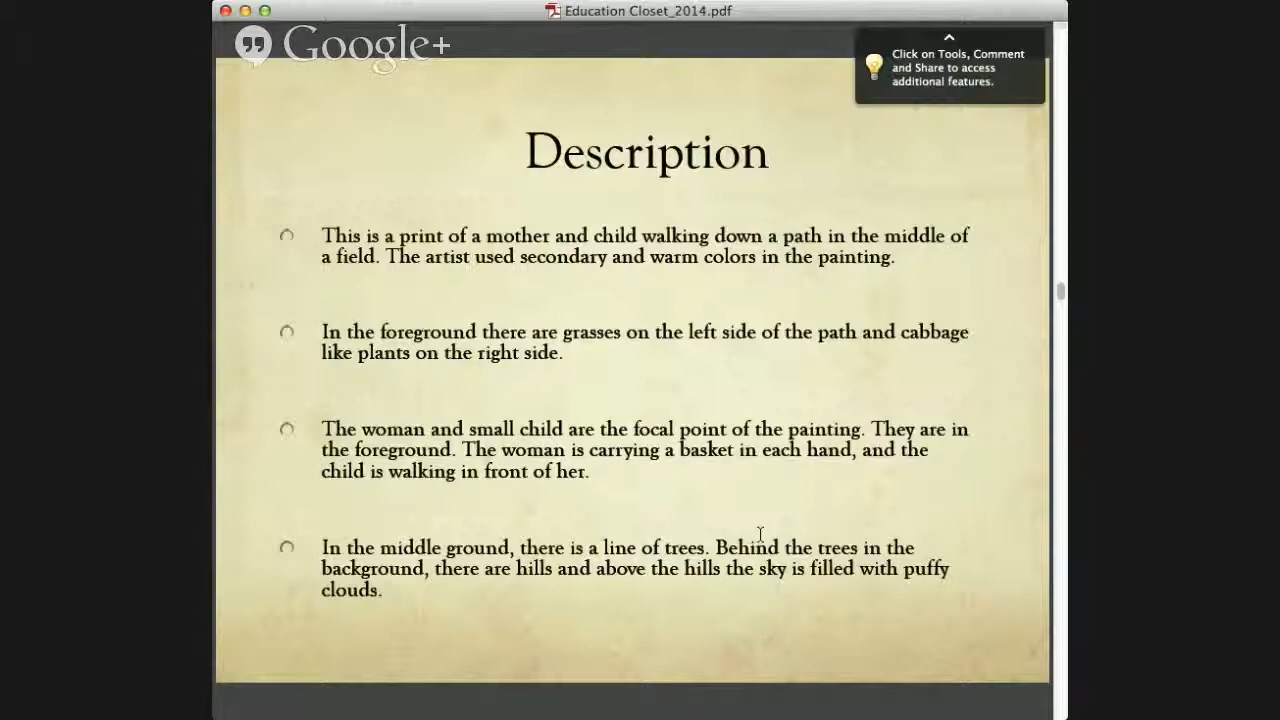 Education Closet_2014.pdf
Google+
Click on Tools, Comment
and Share to access
additional features.
Description
This is a print of a mother and child walking down a path in the middle of
a field. The artist used secondary and warm colors in the painting.
In the foreground there are grasses on the left side of the path and cabbage
like plants on the right side.
The woman and small child are the focal point of the painting. They are in
the foreground. The woman is carrying a basket in each hand, and the
child is walking in front of her.
In the middle ground, there is a line of trees. Behind the trees in the
background, there are hills and above the hills the sky is filled with puffy
clouds.